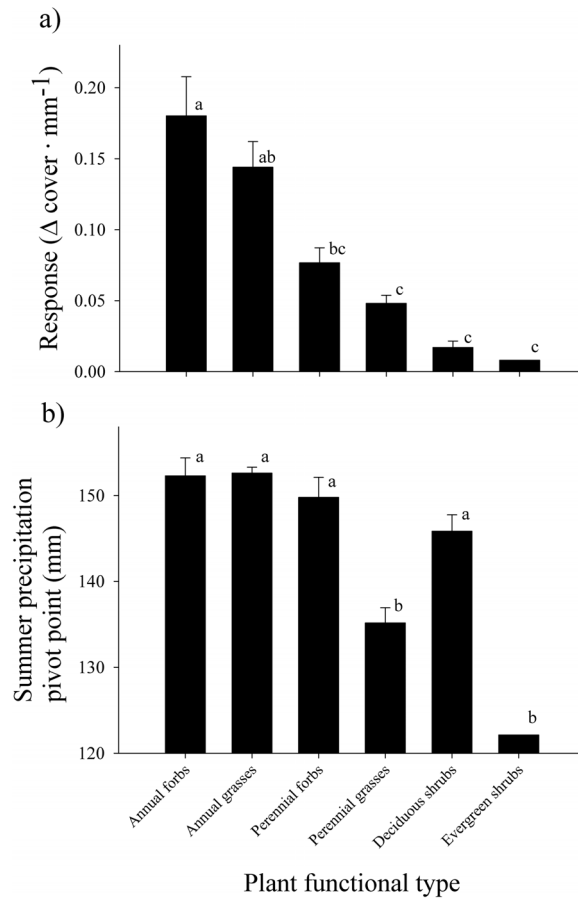 a)
Response (Δ cover · mm⁻¹)
0.20
0.15
0.10
0.05
0.00
a
ab
bc
c
c
c
b)
Summer precipitation
pivot point (mm)
150
140
130
120
a
a
a
b
a
b
Annual forbs
Annual grasses
Perennial forbs
Perennial grasses
Deciduous shrubs
Evergreen shrubs
Plant functional type